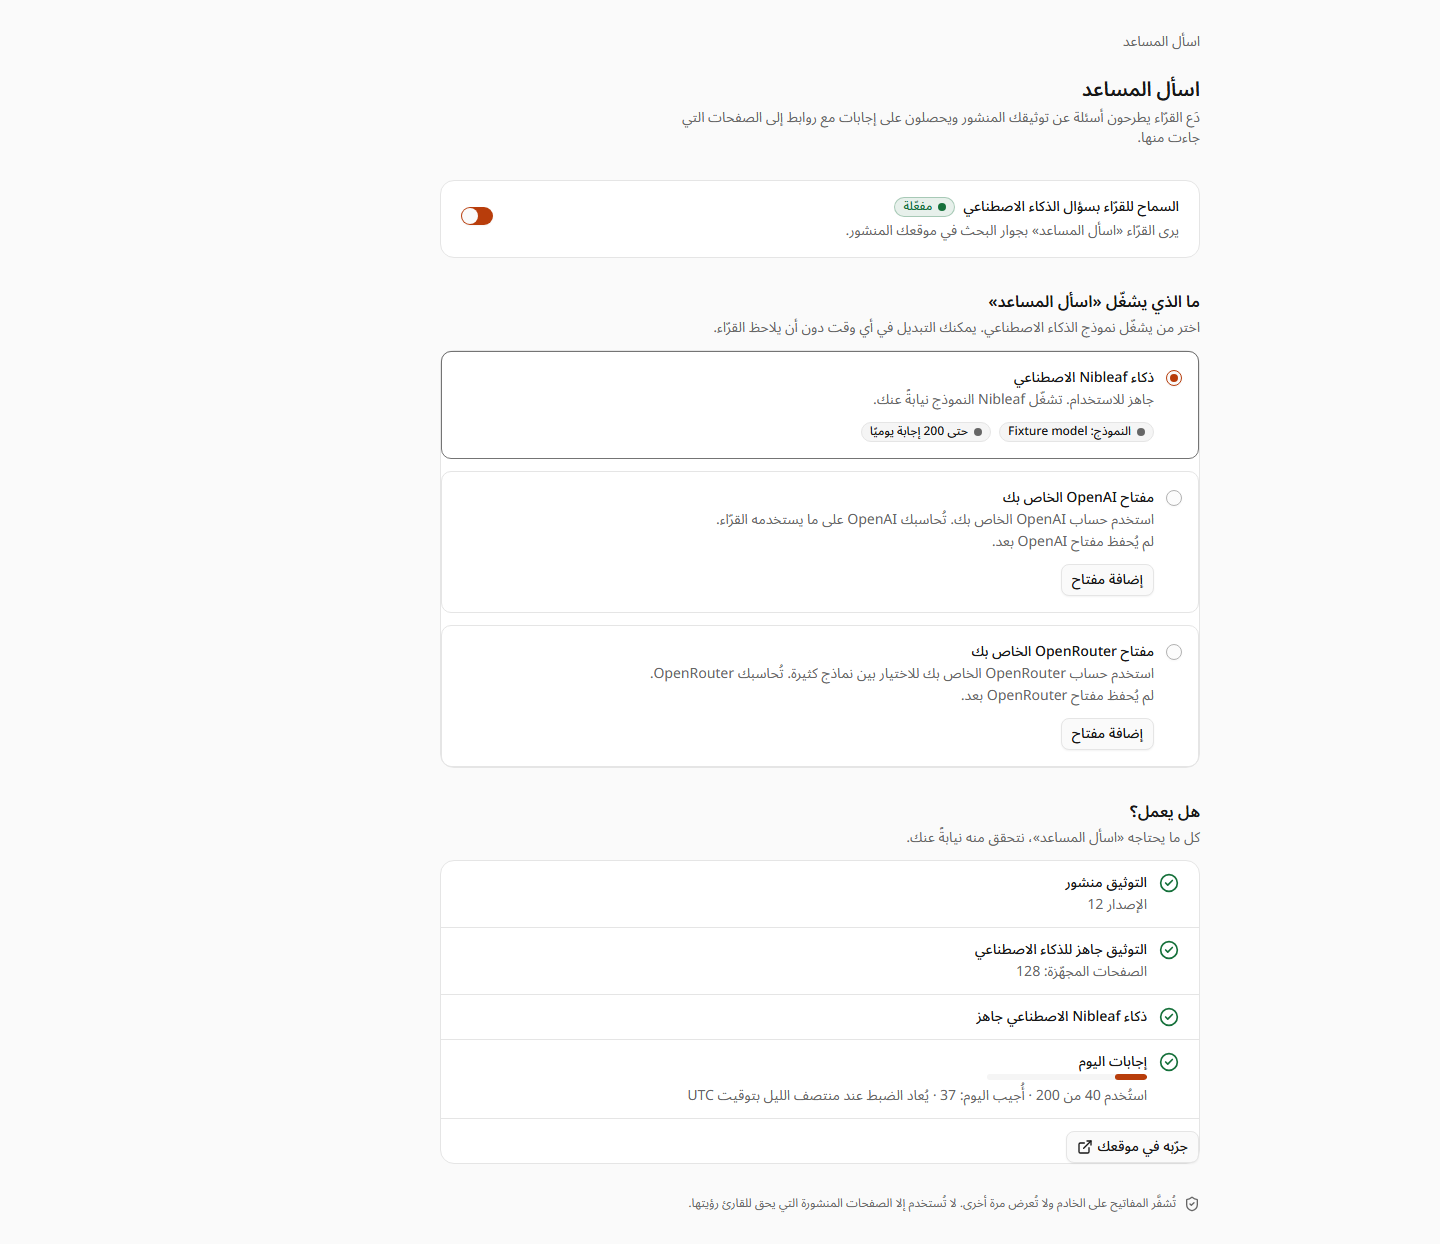 اسأل المساعد
اسأل المساعد
دَع القرّاء يطرحون أسئلة عن توثيقك المنشور ويحصلون على إجابات مع روابط إلى الصفحات التي
جاءت منها.
السماح للقرّاء بسؤال الذكاء الاصطناعي مفعّلة
يرى القرّاء «اسأل المساعد» بجوار البحث في موقعك المنشور.
ما الذي يشغّل «اسأل المساعد»
اختر من يشغّل نموذج الذكاء الاصطناعي. يمكنك التبديل في أي وقت دون أن يلاحظ القرّاء.
ذكاء Nibleaf الاصطناعي
جاهز للاستخدام. تشغّل Nibleaf النموذج نيابةً عنك.
النموذج: Fixture model حتى 200 إجابة يوميًا
مفتاح OpenAI الخاص بك
استخدم حساب OpenAI الخاص بك. تُحاسبك OpenAI على ما يستخدمه القرّاء.
لم يُحفظ مفتاح OpenAI بعد.
إضافة مفتاح
مفتاح OpenRouter الخاص بك
استخدم حساب OpenRouter الخاص بك للاختيار بين نماذج كثيرة. تُحاسبك OpenRouter.
لم يُحفظ مفتاح OpenRouter بعد.
إضافة مفتاح
هل يعمل؟
كل ما يحتاجه «اسأل المساعد»، نتحقق منه نيابةً عنك.
التوثيق منشور
الإصدار 12
التوثيق جاهز للذكاء الاصطناعي
الصفحات المجهّزة: 128
ذكاء Nibleaf الاصطناعي جاهز
إجابات اليوم
استُخدم 40 من 200 · أُجيب اليوم: 37 · يُعاد الضبط عند منتصف الليل بتوقيت UTC
جرّبه في موقعك
تُشفَّر المفاتيح على الخادم ولا تُعرض مرة أخرى. لا تُستخدم إلا الصفحات المنشورة التي يحق للقارئ رؤيتها.